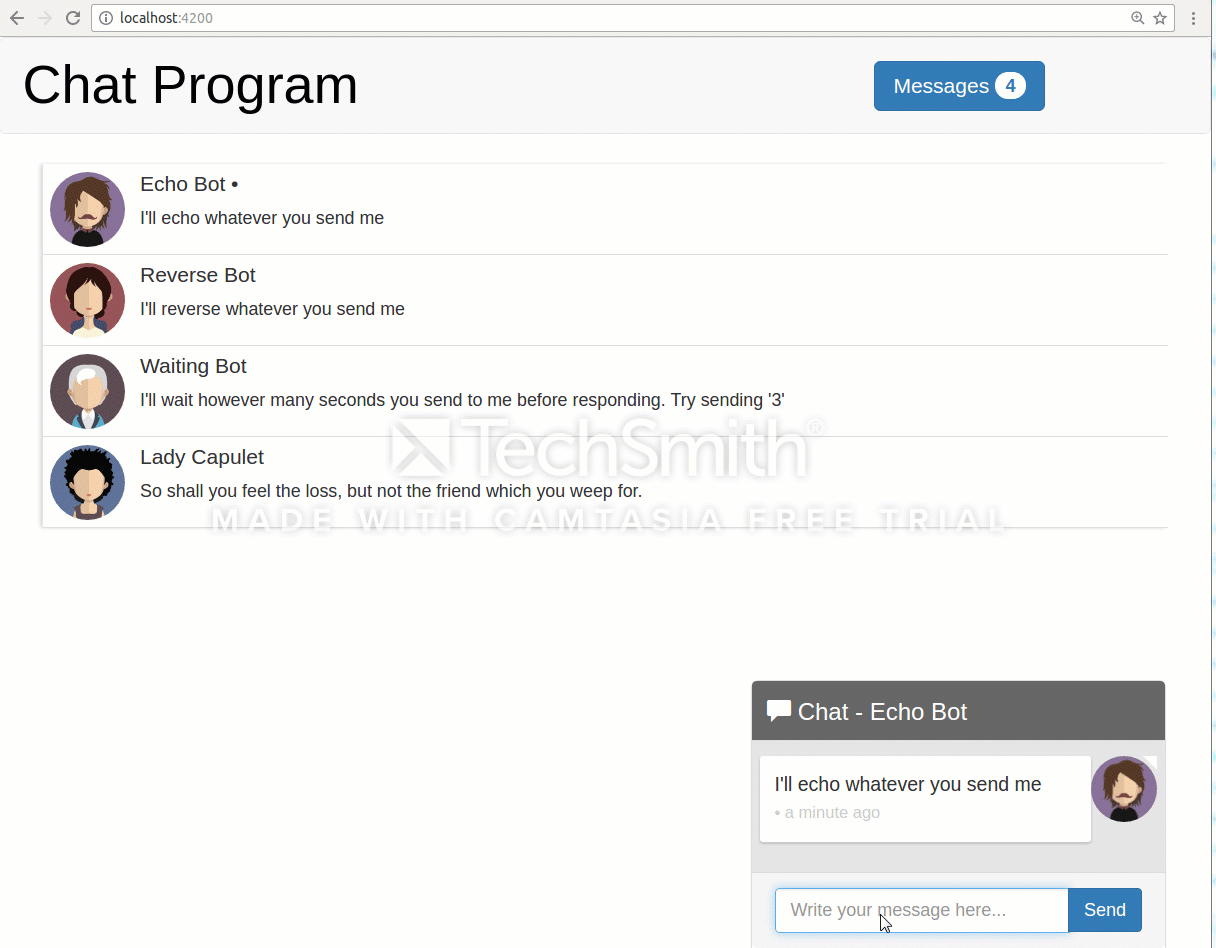 localhost:4200
Chat Program
Messages 4
Echo Bot •
I'll echo whatever you send me
Reverse Bot
I'll reverse whatever you send me
Waiting Bot
I'll wait however many seconds you send to me before responding. Try sending '3'
TechSmith®
Lady Capulet
So shall you feel the loss, but not the friend which you weep for.
MADE WITH CAMTASIA FREE TRIAL
Chat - Echo Bot
I'll echo whatever you send me
• a minute ago
Write your message here...
Send